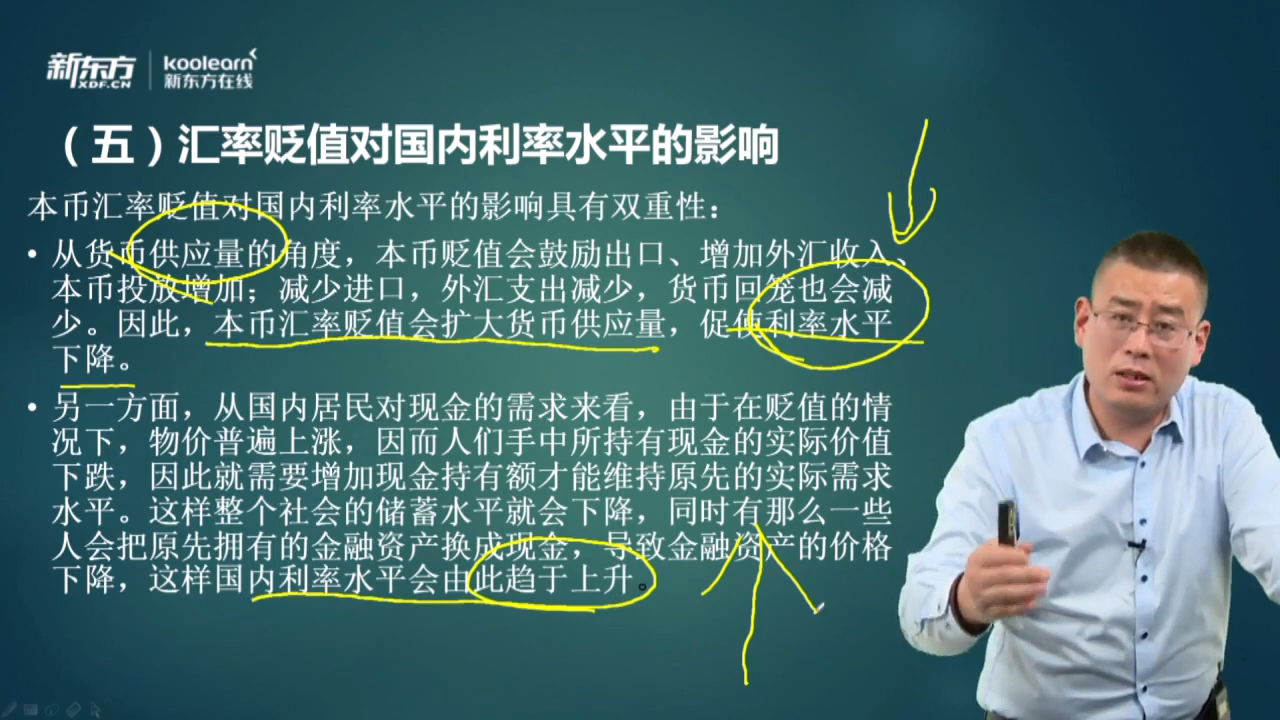 新东方
XDF.CN
koolearn
新东方在线
（五）汇率贬值对国内利率水平的影响
本币汇率贬值对国内利率水平的影响具有双重性：
• 从货币供应量的角度，本币贬值会鼓励出口、增加外汇收入、
本币投放增加；减少进口，外汇支出减少，货币回笼也会减
少。因此，本币汇率贬值会扩大货币供应量，促使利率水平
下降。
• 另一方面，从国内居民对现金的需求来看，由于在贬值的情
况下，物价普遍上涨，因而人们手中所持有现金的实际价值
下跌，因此就需要增加现金持有额才能维持原先的实际需求
水平。这样整个社会的储蓄水平就会下降，同时有那么一些
人会把原先拥有的金融资产换成现金，导致金融资产的价格
下降，这样国内利率水平会由此趋于上升。